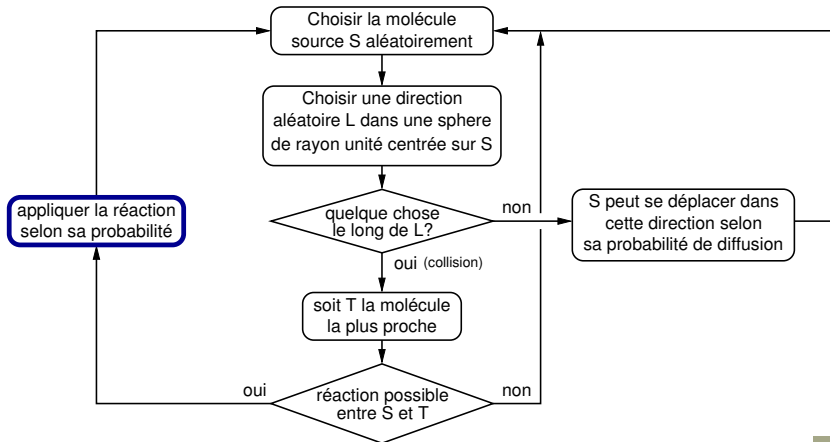 Choisir la molécule
source S aléatoirement
Choisir une direction
aléatoire L dans une sphere
de rayon unité centrée sur S
appliquer la réaction
selon sa probabilité
quelque chose
le long de L?
non
S peut se déplacer dans
cette direction selon
sa probabilité de diffusion
oui (collision)
soit T la molécule
la plus proche
oui
réaction possible
entre S et T
non